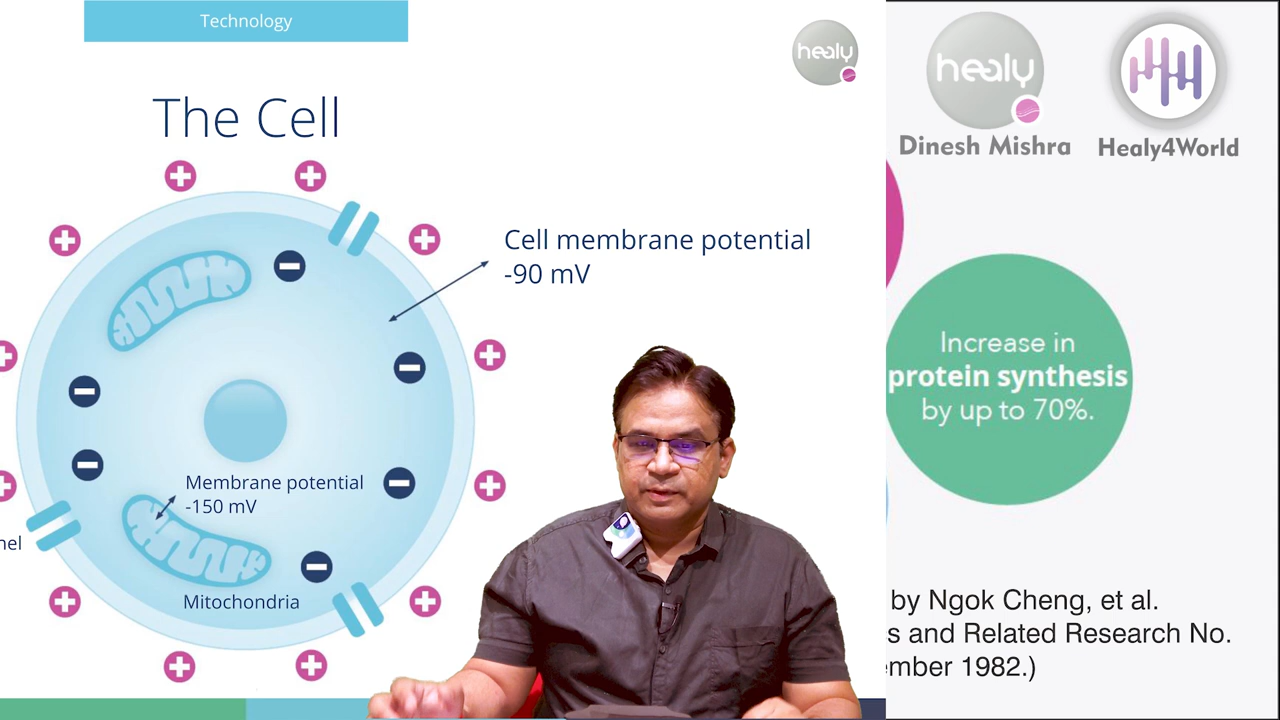 Technology
healy
The Cell
Cell membrane potential
-90 mV
Membrane potential
-150 mV
Mitochondria
healy
Dinesh Mishra
Healy4World
Increase in
protein synthesis
by up to 70%.
by Ngok Cheng, et al.
s and Related Research No.
ember 1982.)